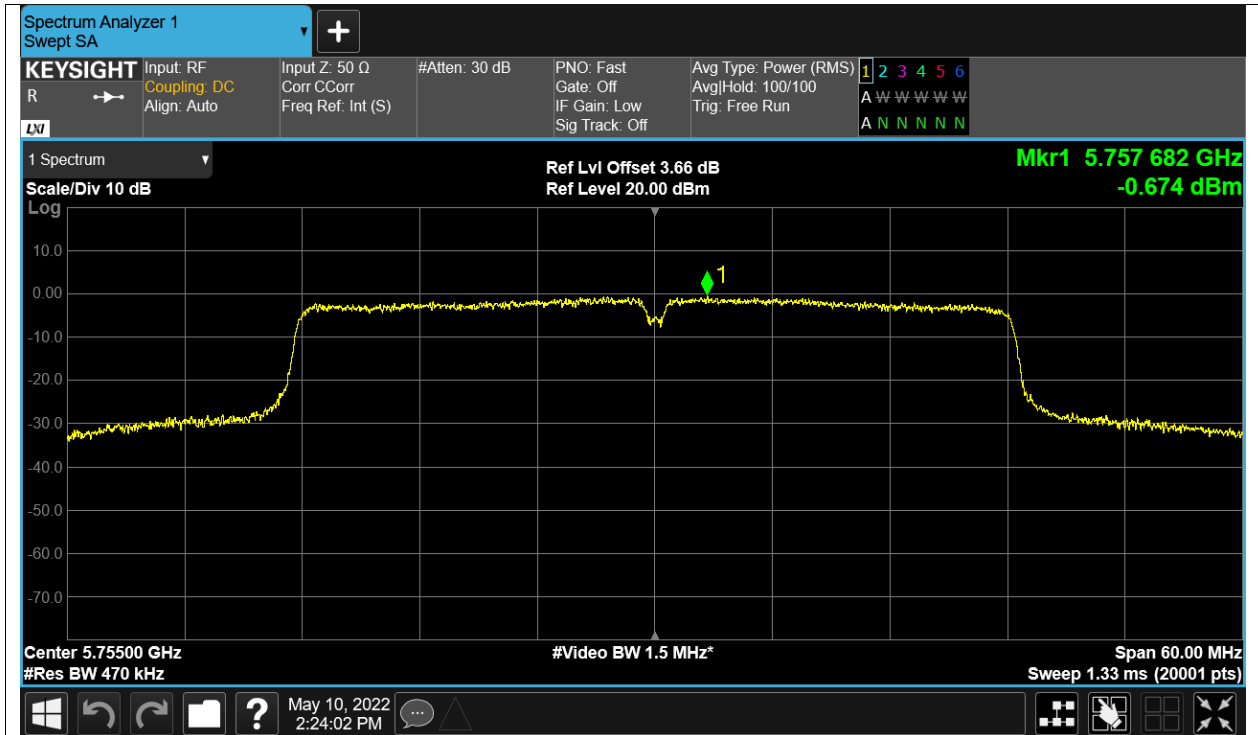 Spectrum Analyzer 1
Swept SA
KEYSIGHT
R
LXI
Input: RF
Coupling: DC
Align: Auto
Input Z: 50 Ω
Corr CCorr
Freq Ref: Int (S)
#Atten: 30 dB
PNO: Fast
Gate: Off
IF Gain: Low
Sig Track: Off
Avg Type: Power (RMS)
Avg|Hold: 100/100
Trig: Free Run
1 2 3 4 5 6
A W W W W W
A N N N N N
1 Spectrum
Scale/Div 10 dB
Log
Ref Lvl Offset 3.66 dB
Ref Level 20.00 dBm
Mkr1 5.757 682 GHz
-0.674 dBm
1
10.0
0.00
-10.0
-20.0
-30.0
-40.0
-50.0
-60.0
-70.0
Center 5.75500 GHz
#Res BW 470 kHz
#Video BW 1.5 MHz*
Span 60.00 MHz
Sweep 1.33 ms (20001 pts)
?
May 10, 2022
2:24:02 PM